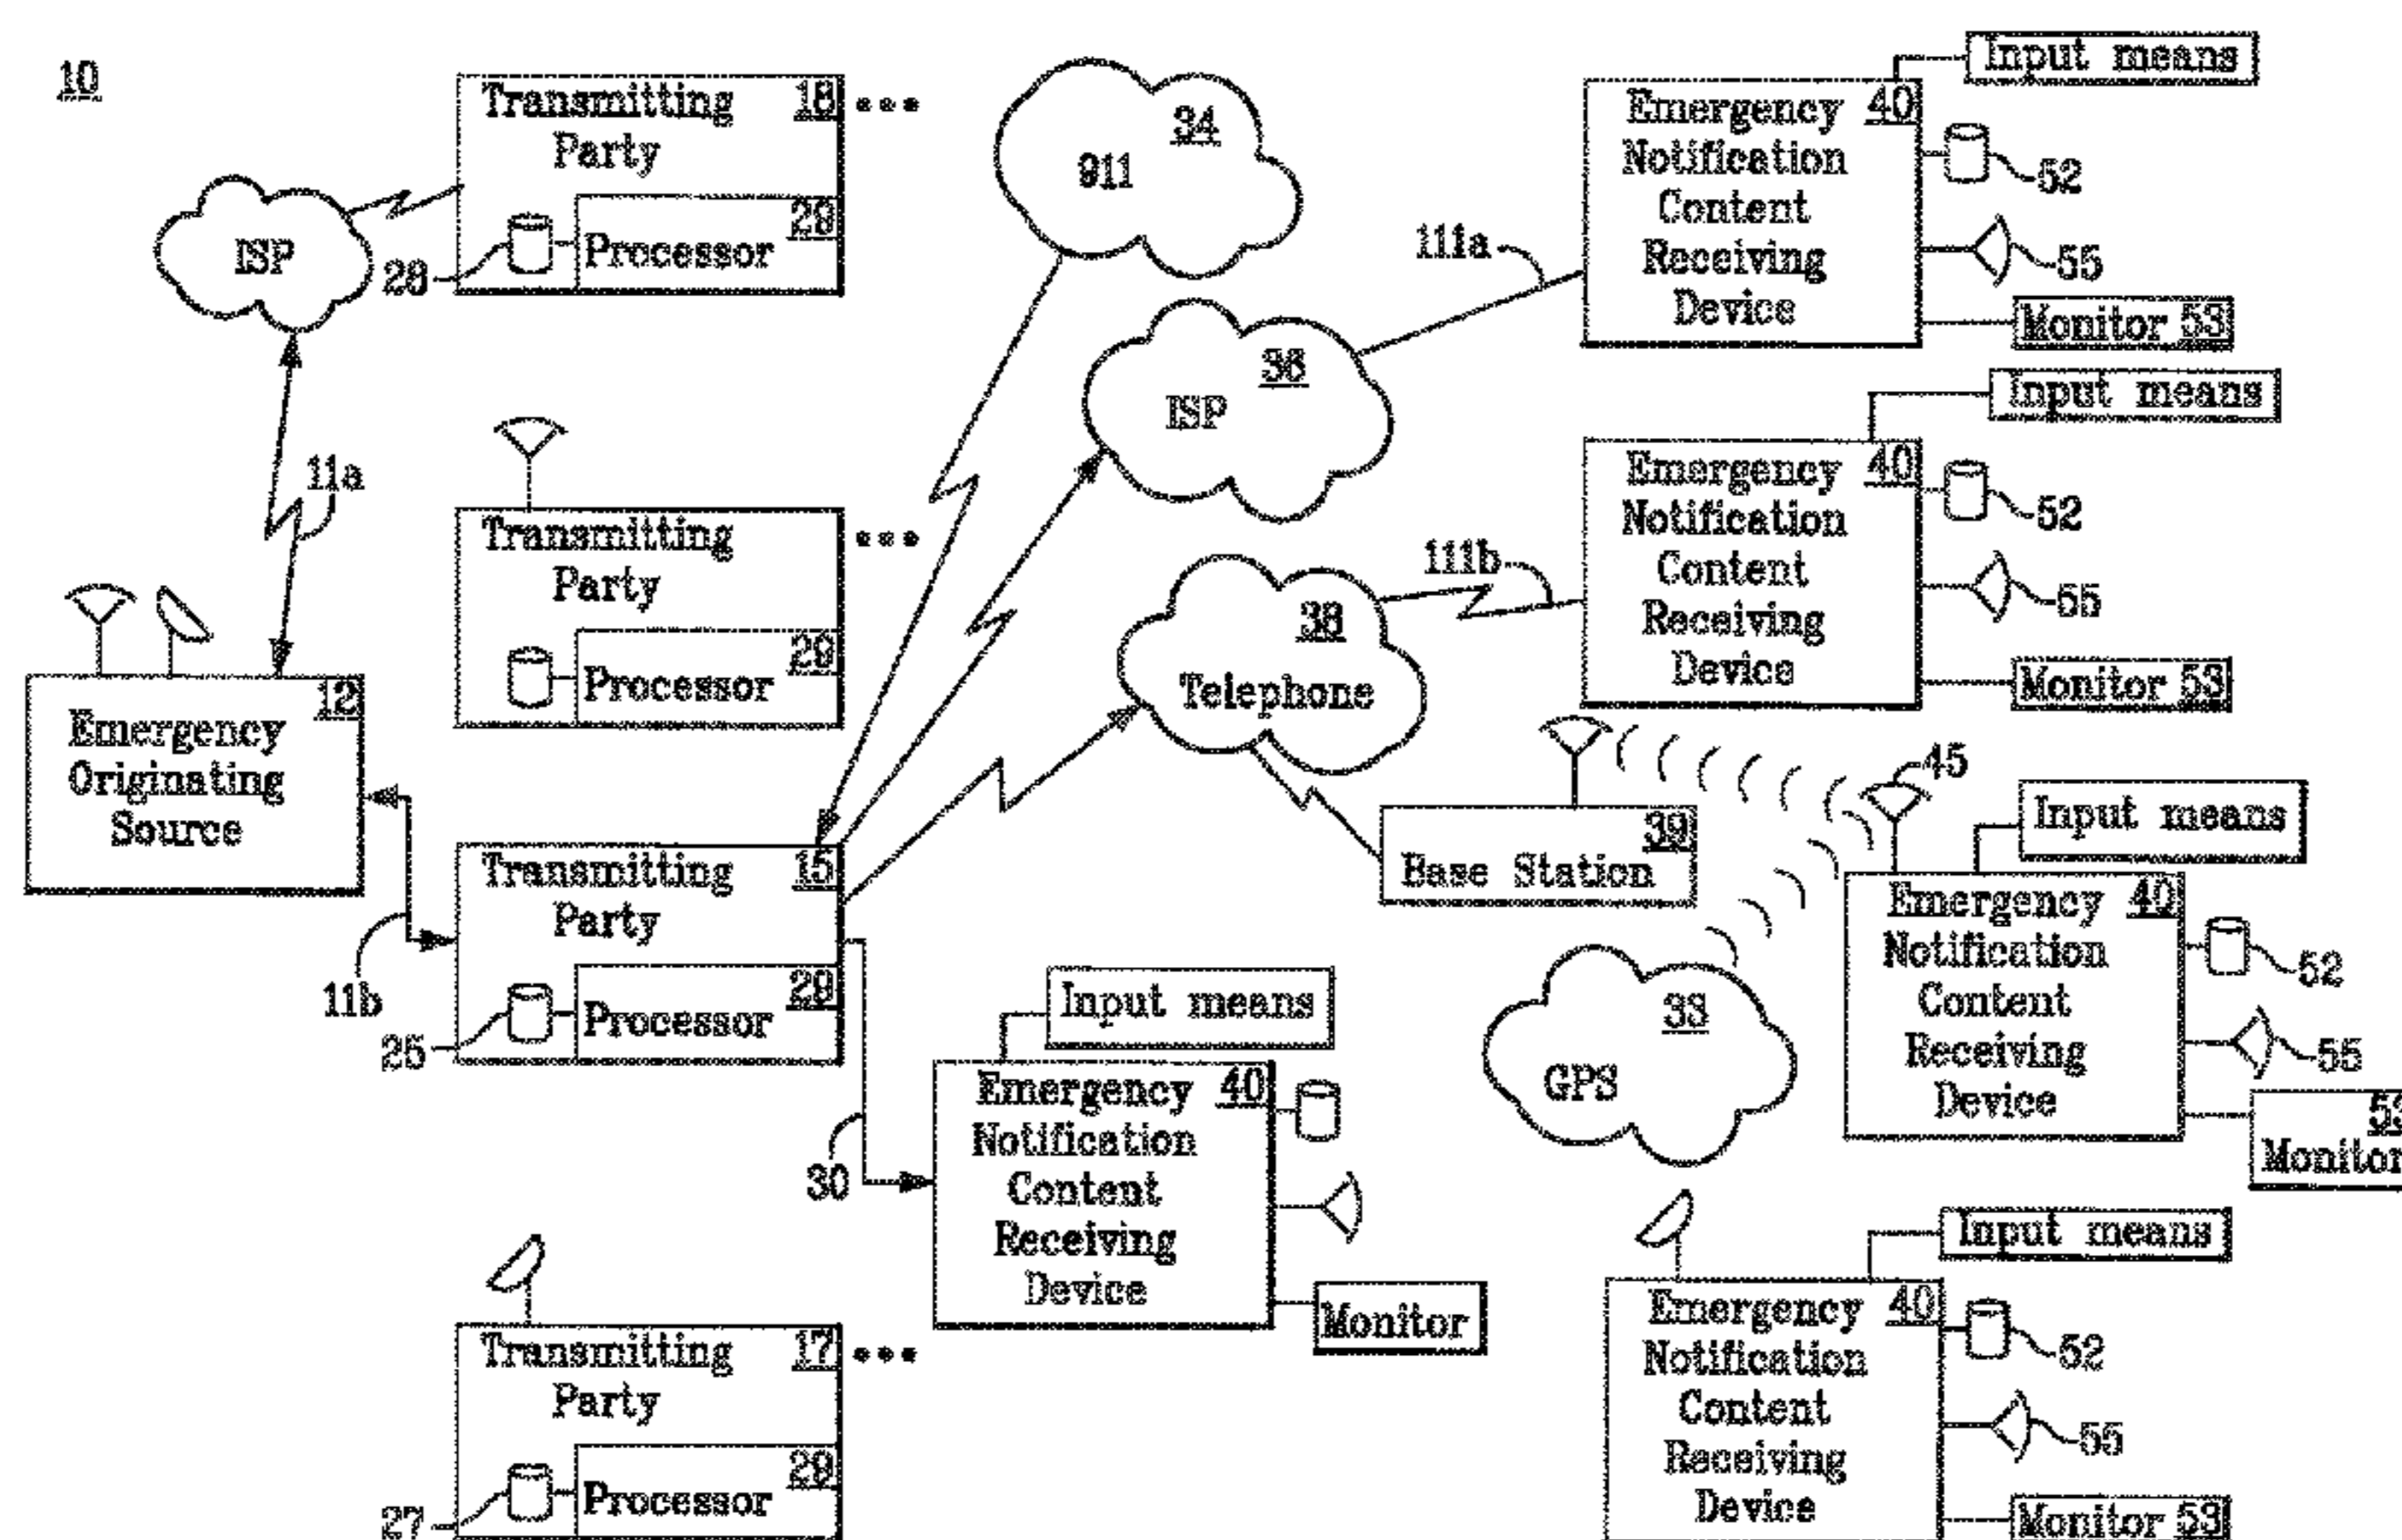 10
Transmitting 18
Party
Processor 29
28
ISP
11a
Transmitting
Party
Processor 29
Emergency 12
Originating
Source
11b
Transmitting 15
Party
Processor 29
25
30
Transmitting 17
Party
Processor 29
27
911 34
ISP 36
Telephone 38
Base Station 39
GPS 33
111a
111b
Input means
Emergency 40
Notification
Content
Receiving
Device
52
55
Monitor 53
Input means
Emergency 40
Notification
Content
Receiving
Device
52
55
Monitor 53
45
Input means
Emergency 40
Notification
Content
Receiving
Device
52
55
53
Monitor
Input means
Emergency 40
Notification
Content
Receiving
Device
Monitor
Input means
Emergency 40
Notification
Content
Receiving
Device
52
55
Monitor 53